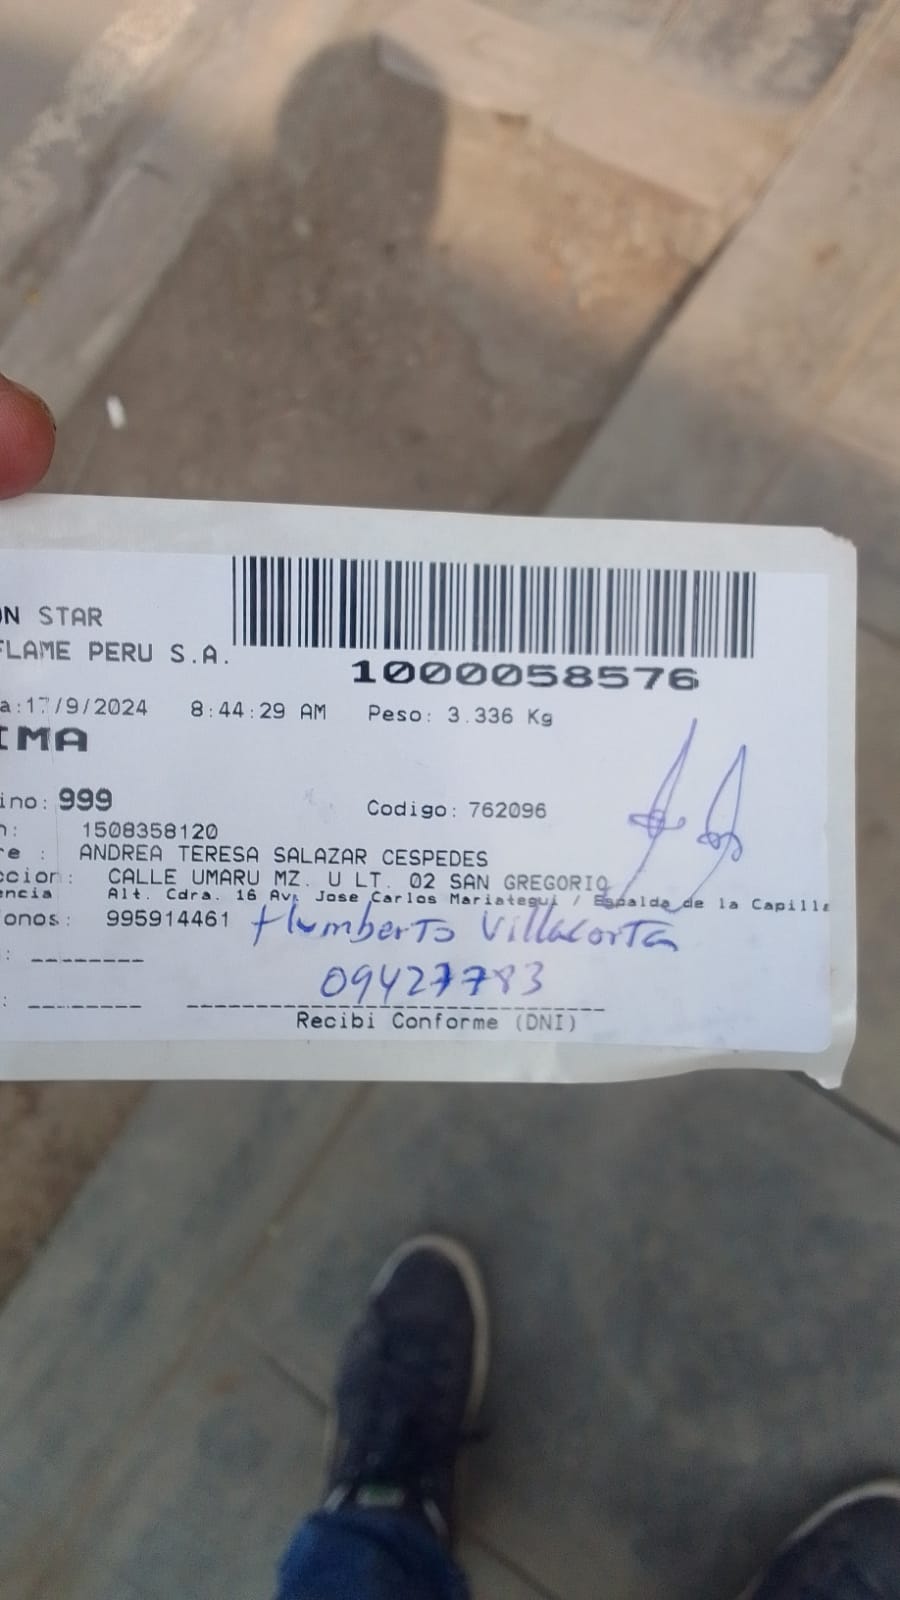 ON STAR
FLAME PERU S.A.
1000058576
a:17/9/2024 8:44:29 AM Peso: 3.336 Kg
IMA
ino: 999 Codigo: 762096
n: 1508358120
re : ANDREA TERESA SALAZAR CESPEDES
ccior: CALLE UMARU MZ. U LT. 02 SAN GREGORIO
encia Alt. Cdra. 16 Av. Jose Carlos Mariategui / Espalda de la Capilla
onos: 995914461
Humberto Villacorta
09427783
Recibi Conforme (DNI)